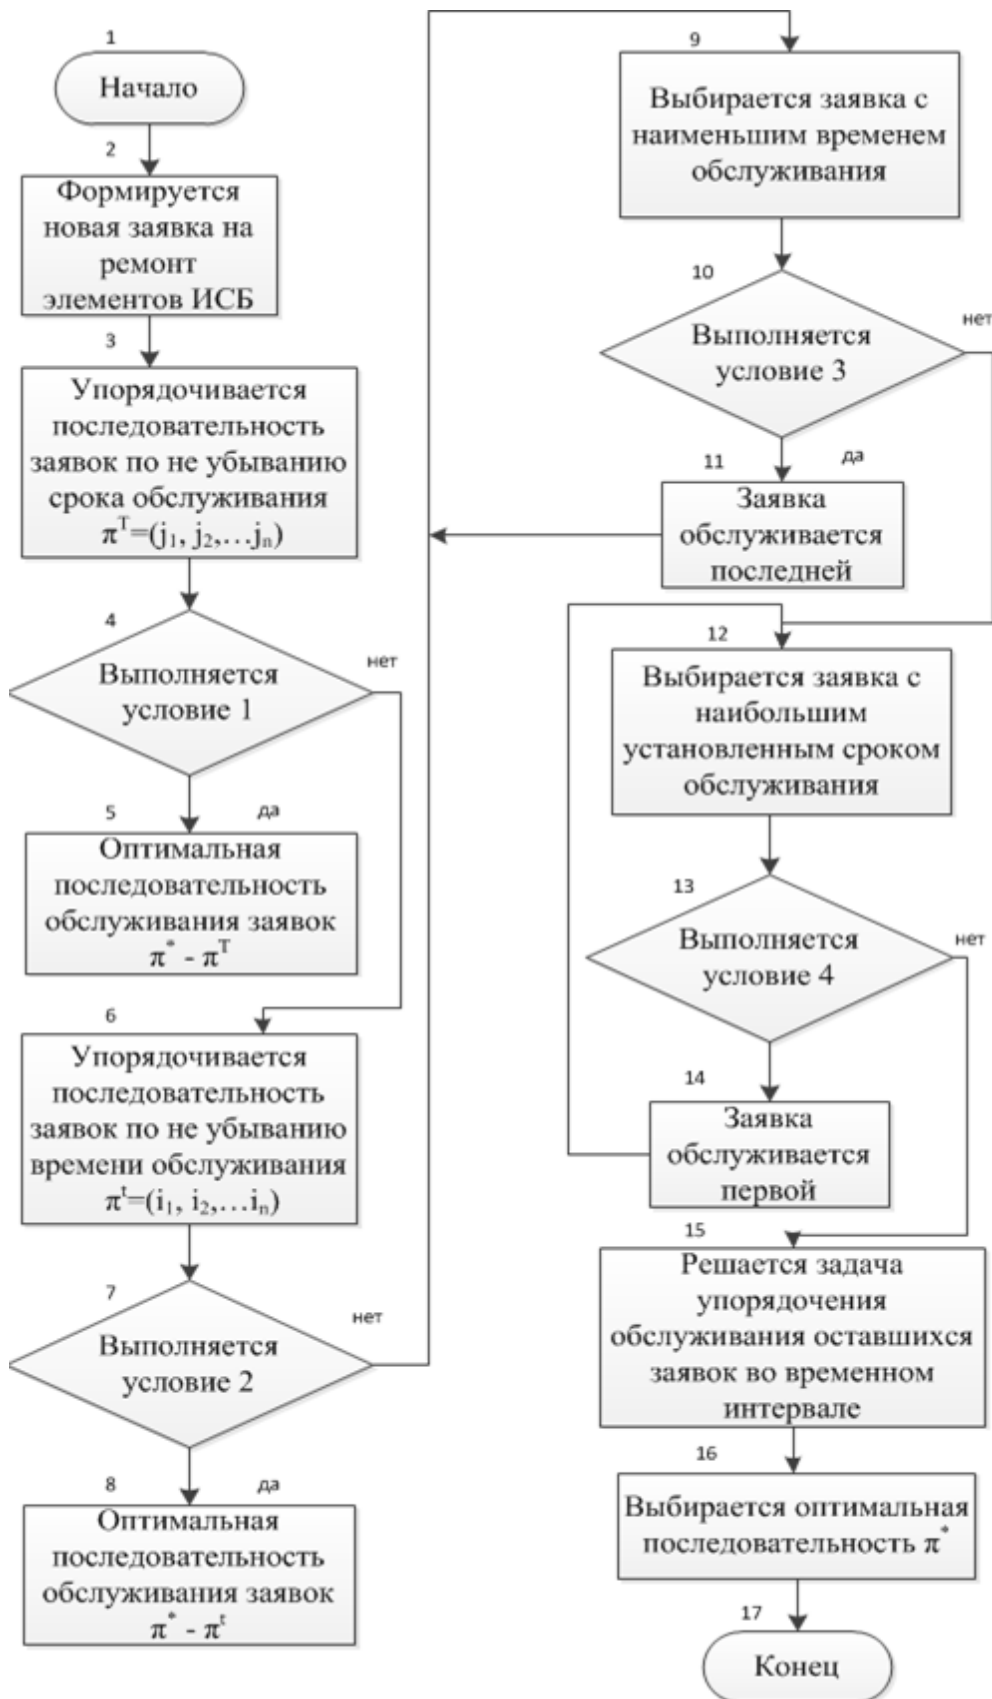 1
Начало
2
Формируется
новая заявка на
ремонт
элементов ИСБ
3
Упорядочивается
последовательность
заявок по не убыванию
срока обслуживания
π^T=(j₁, j₂,…jₙ)
4
Выполняется
условие 1
нет
5
да
Оптимальная
последовательность
обслуживания заявок
π^* - π^T
6
Упорядочивается
последовательность
заявок по не убыванию
времени обслуживания
π^t=(i₁, i₂,…iₙ)
7
Выполняется
условие 2
нет
8
да
Оптимальная
последовательность
обслуживания заявок
π^* - π^t
9
Выбирается заявка с
наименьшим временем
обслуживания
10
Выполняется
условие 3
нет
11
да
Заявка
обслуживается
последней
12
Выбирается заявка с
наибольшим
установленным сроком
обслуживания
13
Выполняется
условие 4
нет
14
Заявка
обслуживается
первой
15
Решается задача
упорядочения
обслуживания оставшихся
заявок во временном
интервале
16
Выбирается оптимальная
последовательность π^*
17
Конец